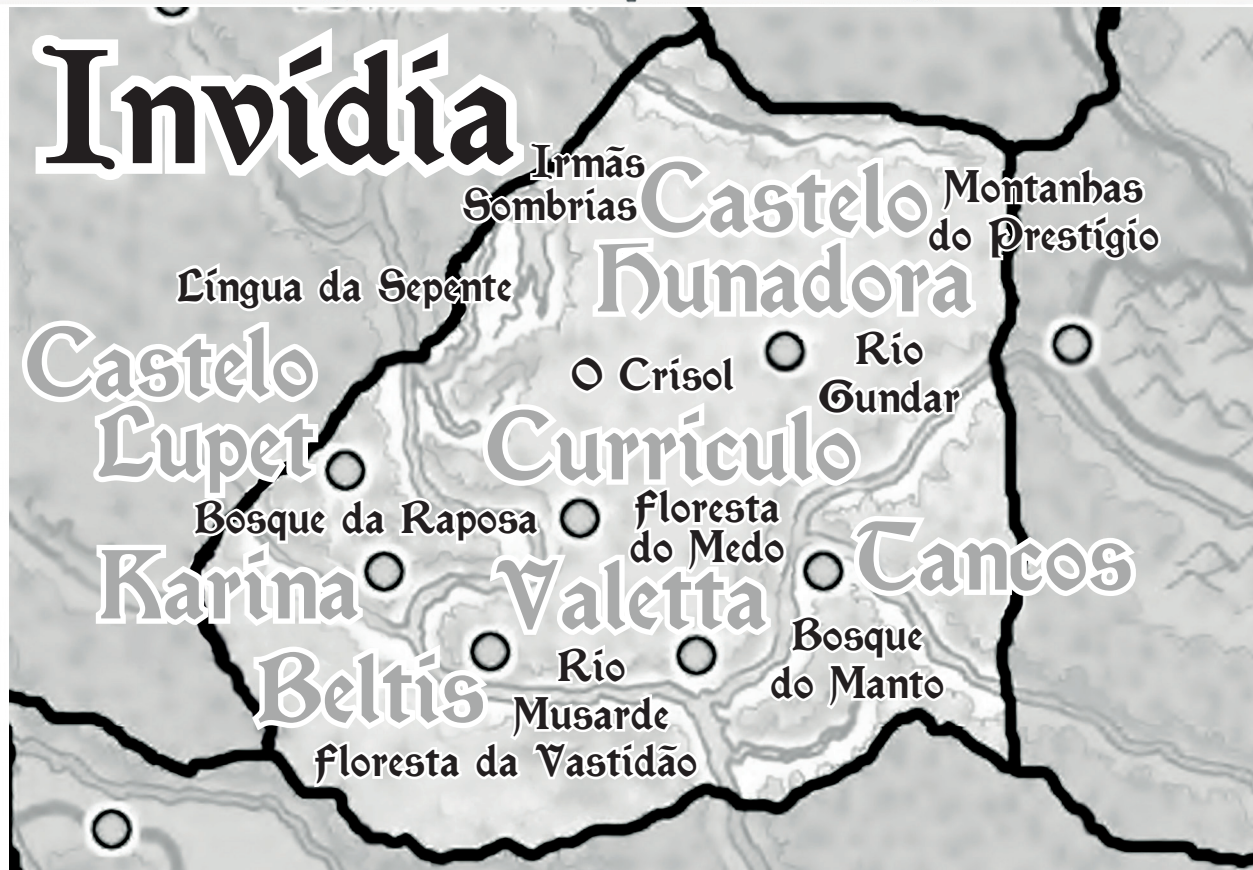 Invidia
Irmãs
Sombrias
Castelo
Hunadora
Montanhas
do Prestígio
Língua da Sepente
Castelo
Lupet
O Crisol
Rio
Gundar
Currículo
Bosque da Raposa
Floresta
do Medo
Karina
Valetta
Tancos
Beltis
Rio
Musarde
Bosque
do Manto
Floresta da Vastidão